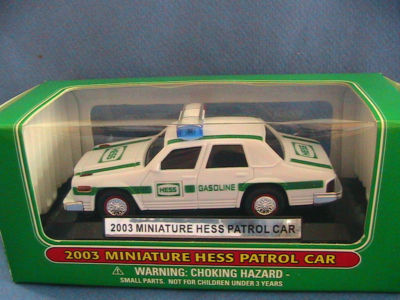 HESS
HESS
HESS GASOLINE
2003 MINIATURE HESS PATROL CAR
2003 MINIATURE HESS PATROL CAR
WARNING: CHOKING HAZARD -
SMALL PARTS. NOT FOR CHILDREN UNDER 3 YEARS